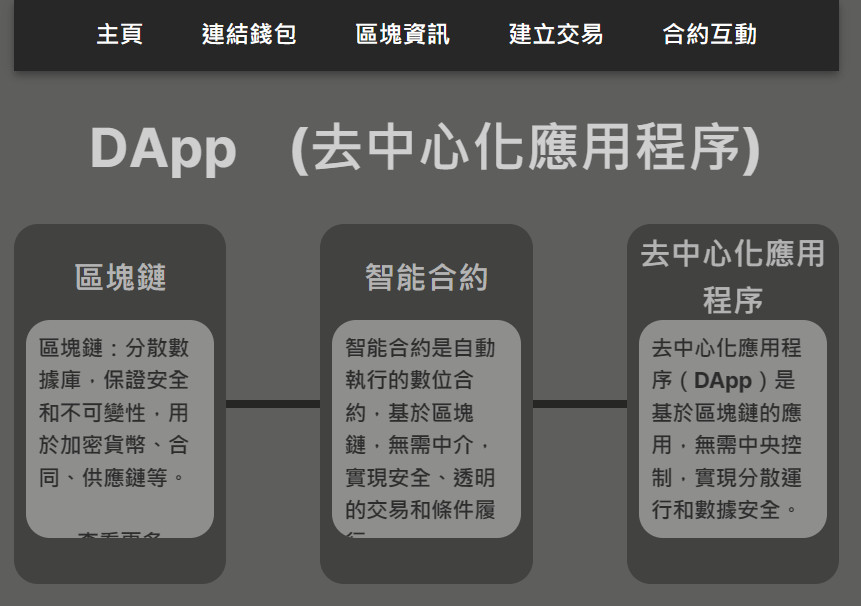 主頁 連結錢包 區塊資訊 建立交易 合約互動
DApp (去中心化應用程序)
區塊鏈
區塊鏈：分散數
據庫，保證安全
和不可變性，用
於加密貨幣、合
同、供應鏈等。
查看更多
智能合約
智能合約是自動
執行的數位合
約，基於區塊
鏈，無需中介，
實現安全、透明
的交易和條件履
行
去中心化應用
程序
去中心化應用程
序（DApp）是
基於區塊鏈的應
用，無需中央控
制，實現分散運
行和數據安全。